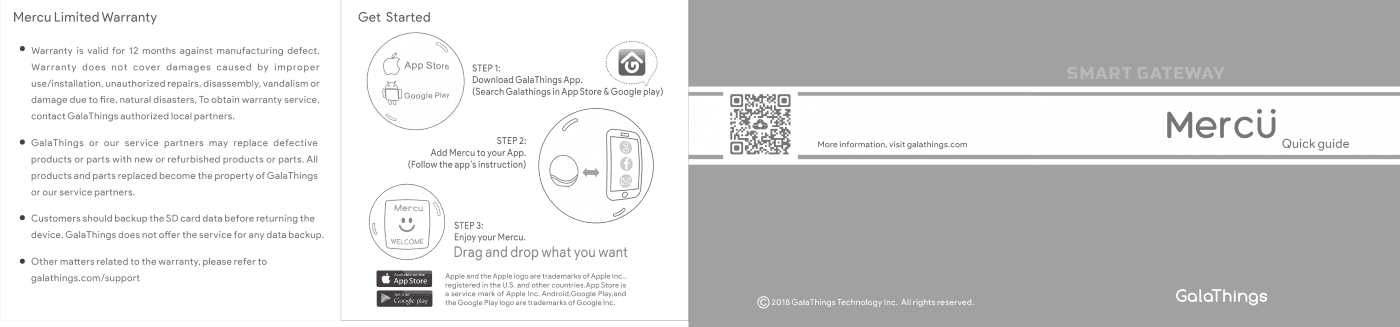 Mercu Limited Warranty
Warranty is valid for 12 months against manufacturing defect.
Warranty does not cover damages caused by improper
use/installation, unauthorized repairs, disassembly, vandalism or
damage due to fire, natural disasters, To obtain warranty service,
contact GalaThings authorized local partners.
GalaThings or our service partners may replace defective
products or parts with new or refurbished products or parts. All
products and parts replaced become the property of GalaThings
or our service partners.
Customers should backup the SD card data before returning the
device, GalaThings does not offer the service for any data backup.
Other matters related to the warranty, please refer to
galathings.com/support
Get Started
App Store
Google Play
STEP 1:
Download GalaThings App.
(Search Galathings in App Store & Google play)
STEP 2:
Add Mercu to your App.
(Follow the app's instruction)
Mercu
WELCOME
STEP 3:
Enjoy your Mercu.
Drag and drop what you want
Available on the
App Store
Google play
Apple and the Apple logo are trademarks of Apple Inc.,
registered in the U.S. and other countries.App Store is
a service mark of Apple Inc. Android,Google Play,and
the Google Play logo are trademarks of Google Inc.
SMART GATEWAY
Mercü
Quick guide
More information, visit galathings.com
© 2018 GalaThings Technology Inc. All rights reserved.
GalaThings